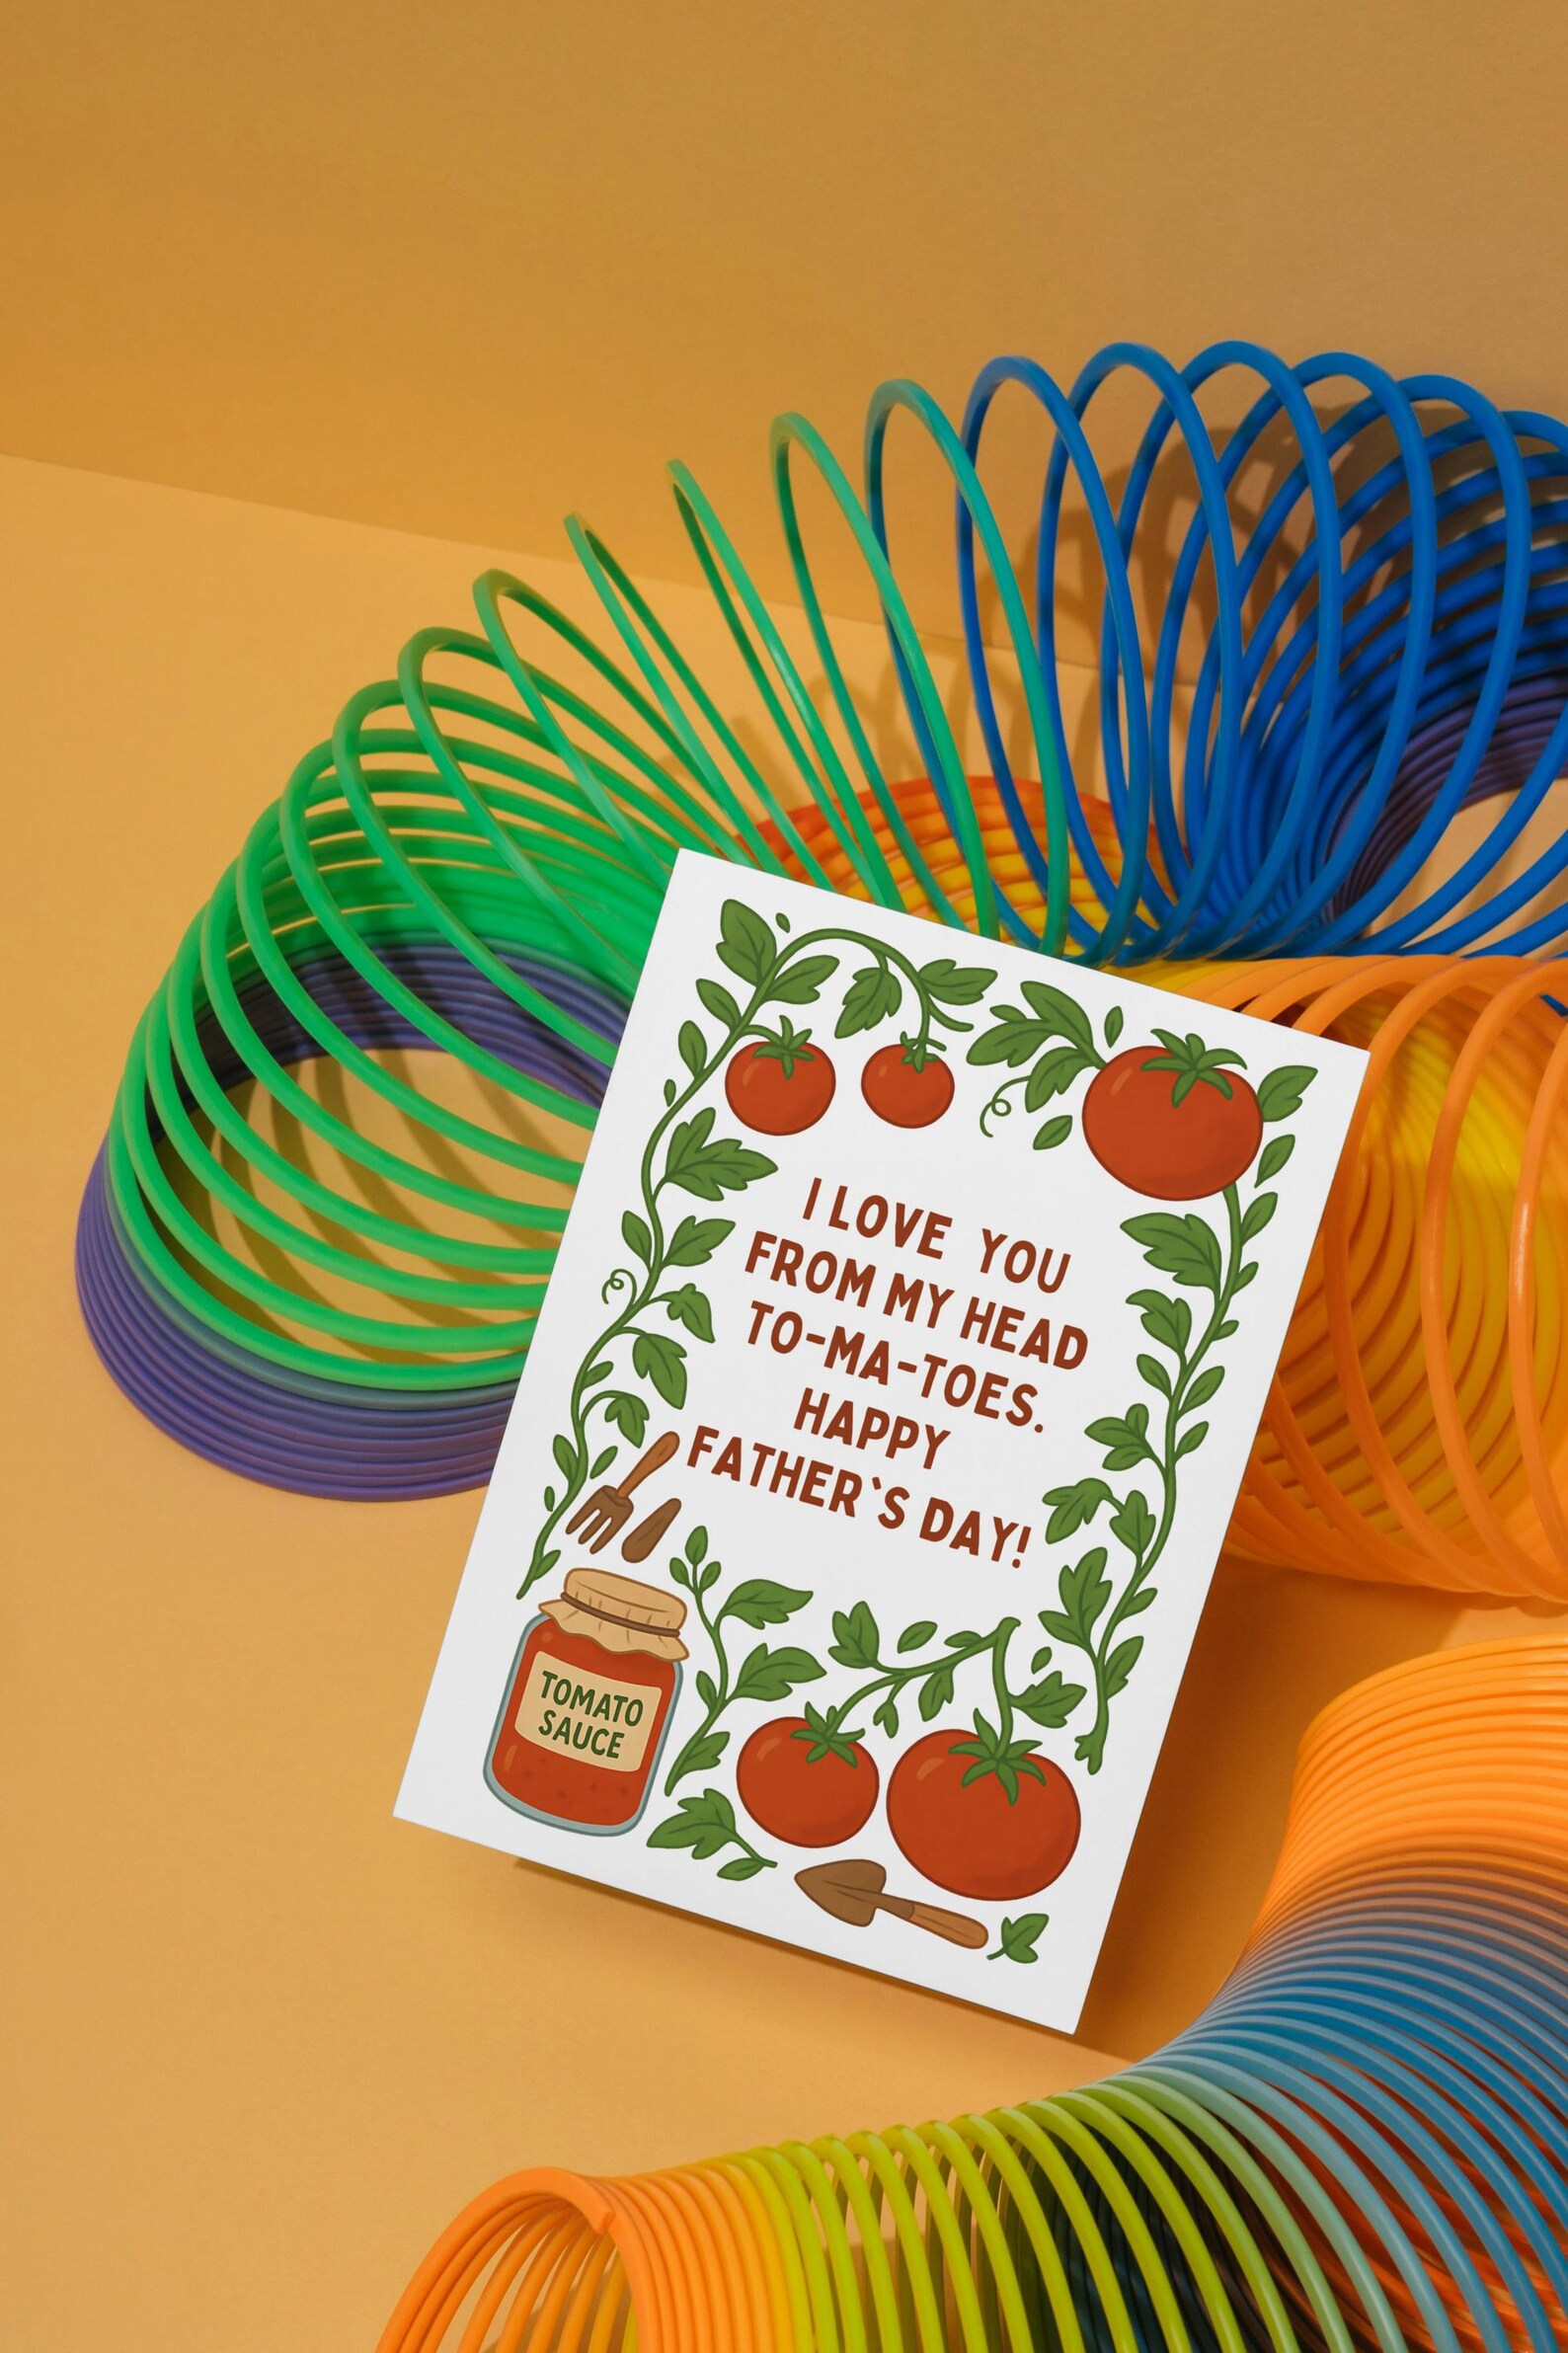 I LOVE YOU
FROM MY HEAD
TO-MA-TOES.
HAPPY
FATHER`S DAY!
TOMATO
SAUCE